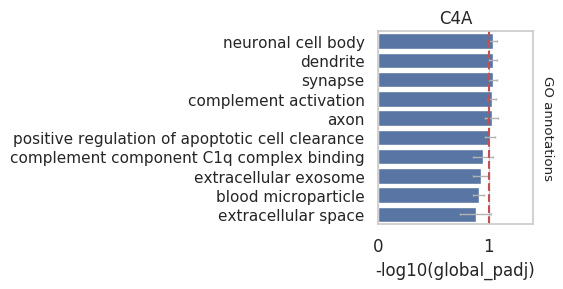 C4A
neuronal cell body
dendrite
synapse
complement activation
axon
positive regulation of apoptotic cell clearance
complement component C1q complex binding
extracellular exosome
blood microparticle
extracellular space
GO annotations
0 1
-log10(global_padj)